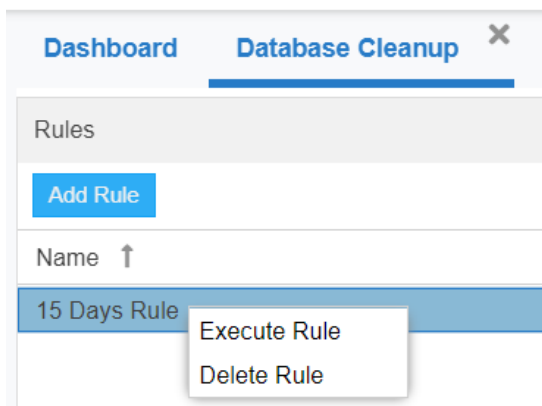 Dashboard Database Cleanup
Rules
Add Rule
Name
15 Days Rule
Execute Rule
Delete Rule